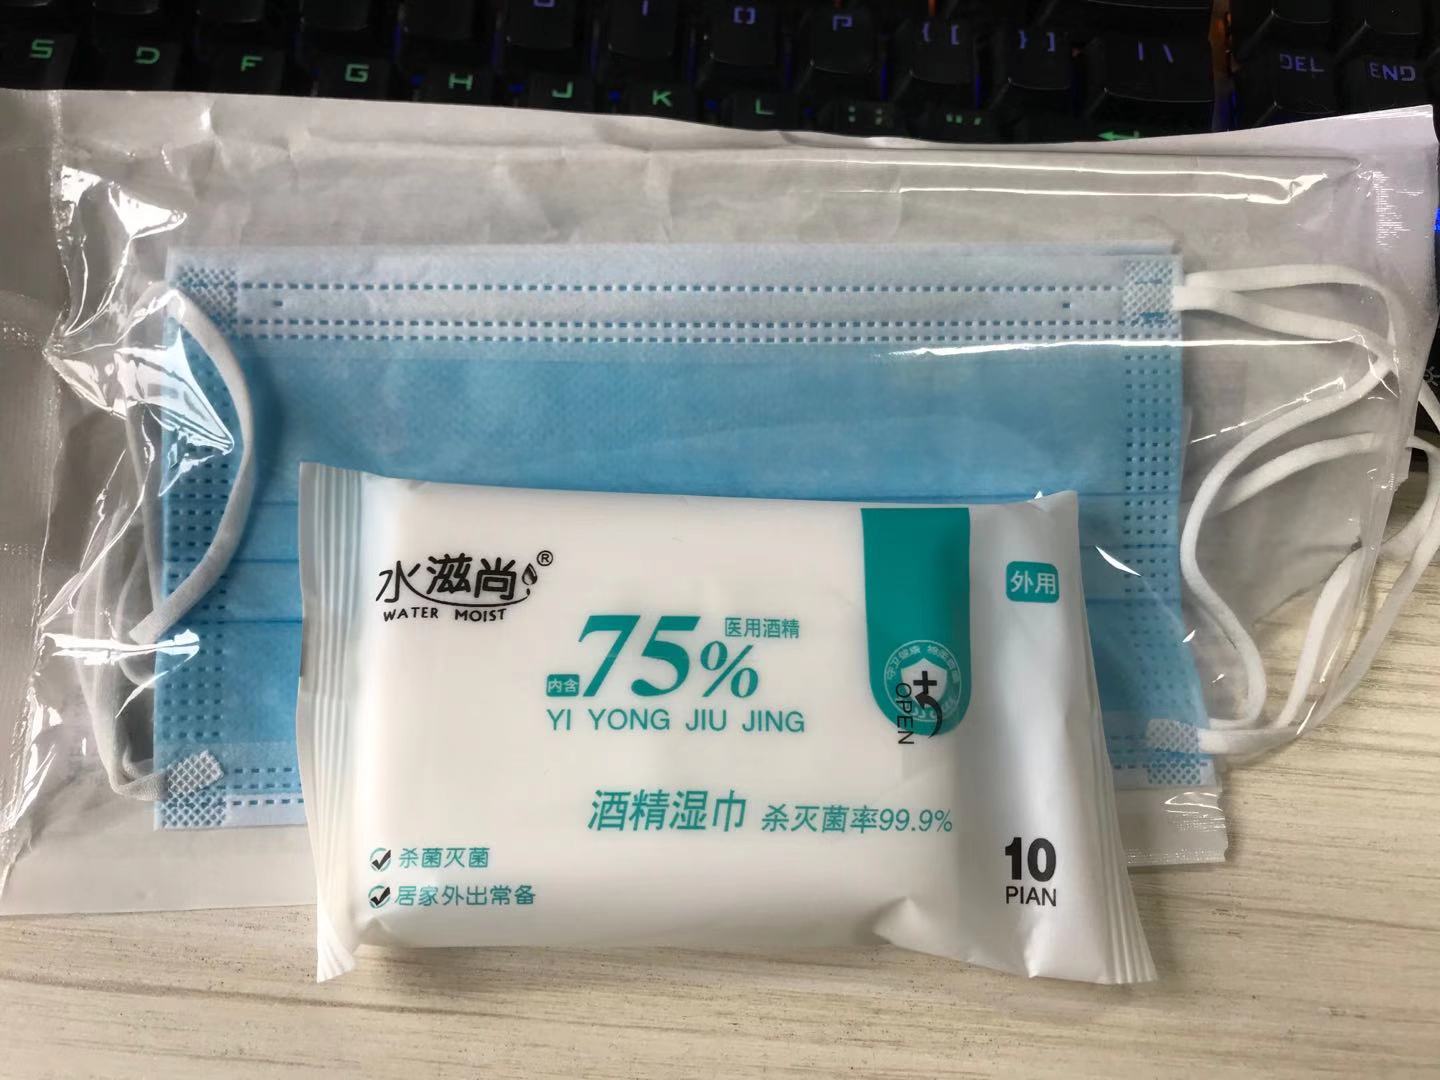 O I O P { [ } ] | \ DEL END
S D F G H J K L : ; " '
水滋尚®
WATER MOIST
外用
内含75%医用酒精
YI YONG JIU JING
OPEN
酒精湿巾 杀灭菌率99.9%
杀菌灭菌
居家外出常备
10
PIAN